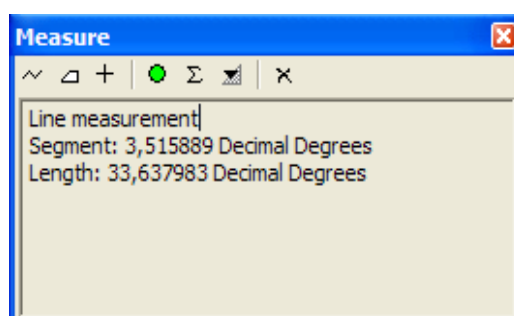 Measure
Line measurement
Segment: 3,515889 Decimal Degrees
Length: 33,637983 Decimal Degrees